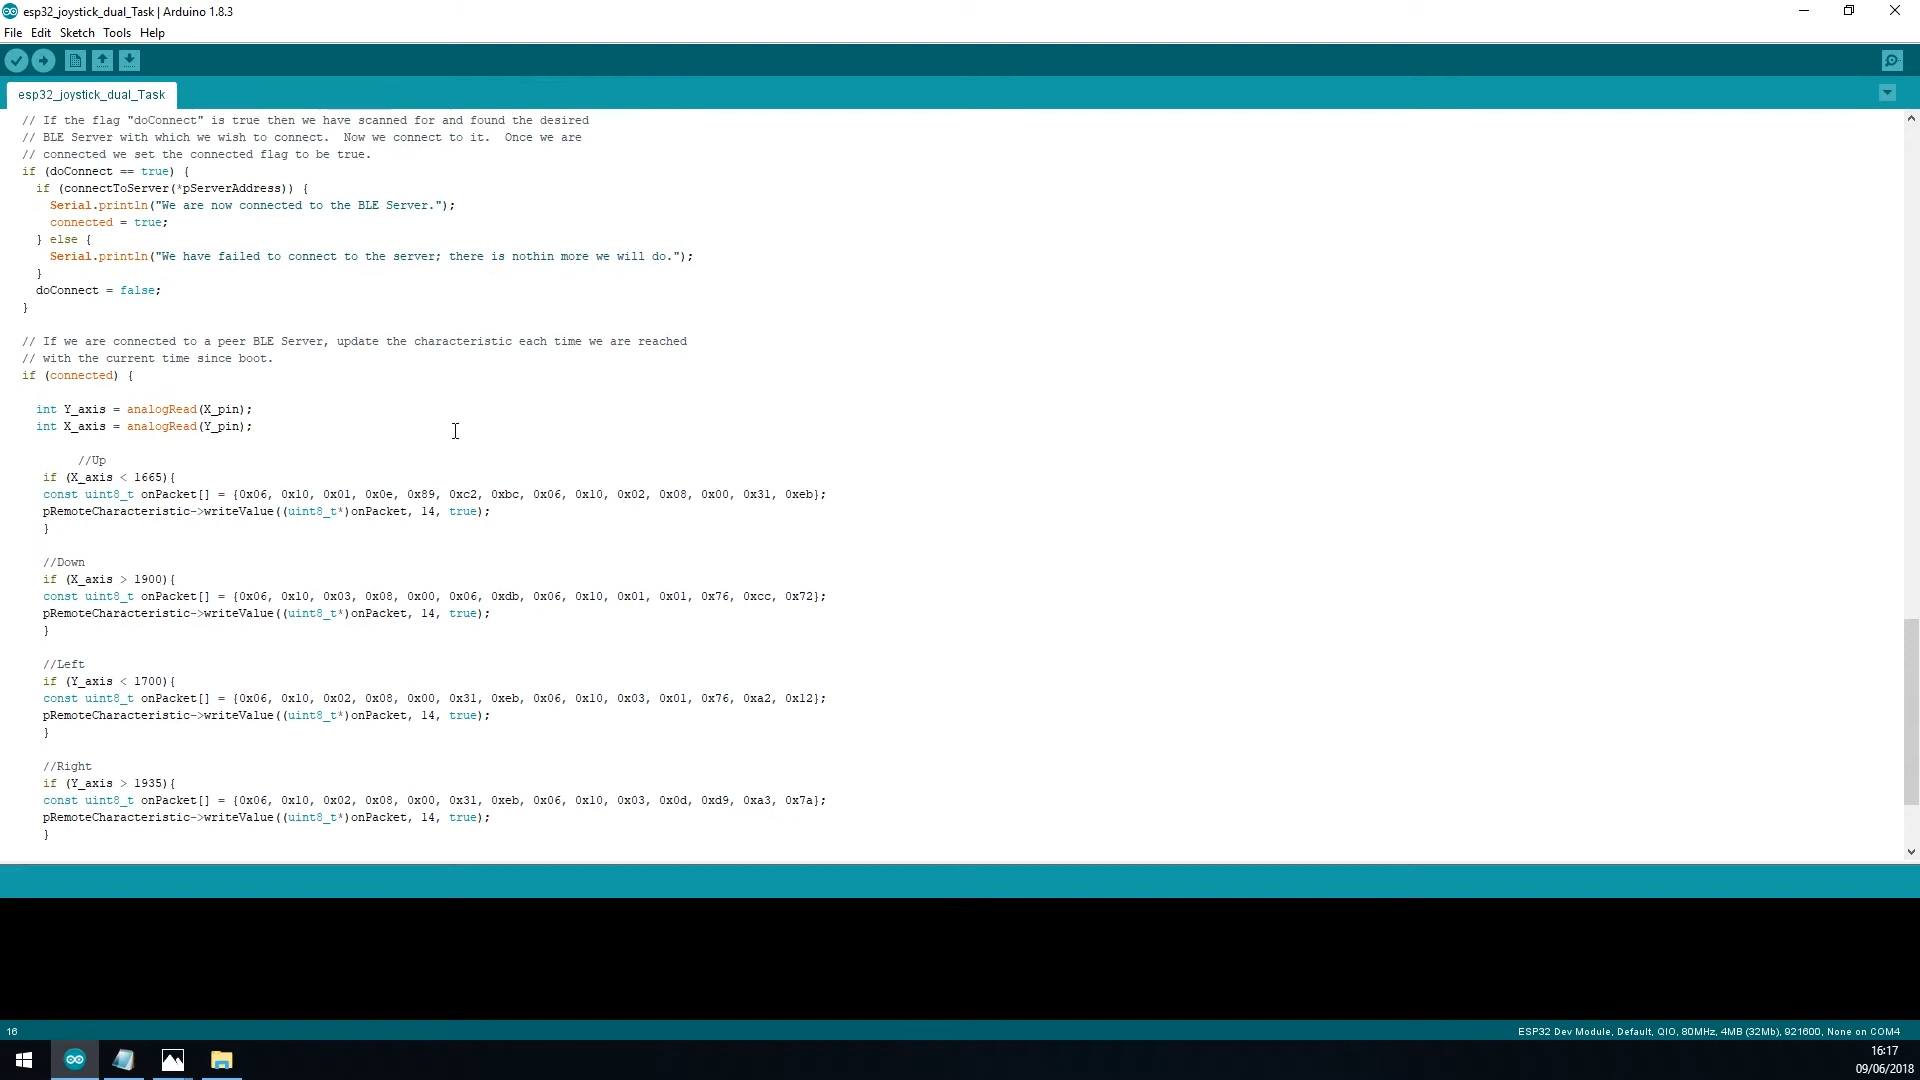 esp32_joystick_dual_Task | Arduino 1.8.3
File Edit Sketch Tools Help
esp32_joystick_dual_Task
// If the flag "doConnect" is true then we have scanned for and found the desired
// BLE Server with which we wish to connect.  Now we connect to it.  Once we are
// connected we set the connected flag to be true.
if (doConnect == true) {
  if (connectToServer(*pServerAddress)) {
    Serial.println("We are now connected to the BLE Server.");
    connected = true;
  } else {
    Serial.println("We have failed to connect to the server; there is nothin more we will do.");
  }
  doConnect = false;
}
// If we are connected to a peer BLE Server, update the characteristic each time we are reached
// with the current time since boot.
if (connected) {
  int Y_axis = analogRead(X_pin);
  int X_axis = analogRead(Y_pin);
        //Up
   if (X_axis < 1665){
   const uint8_t onPacket[] = {0x06, 0x10, 0x01, 0x0e, 0x89, 0xc2, 0xbc, 0x06, 0x10, 0x02, 0x08, 0x00, 0x31, 0xeb};
   pRemoteCharacteristic->writeValue((uint8_t*)onPacket, 14, true);
   }
   //Down
   if (X_axis > 1900){
   const uint8_t onPacket[] = {0x06, 0x10, 0x03, 0x08, 0x00, 0x06, 0xdb, 0x06, 0x10, 0x01, 0x01, 0x76, 0xcc, 0x72};
   pRemoteCharacteristic->writeValue((uint8_t*)onPacket, 14, true);
   }
   //Left
   if (Y_axis < 1700){
   const uint8_t onPacket[] = {0x06, 0x10, 0x02, 0x08, 0x00, 0x31, 0xeb, 0x06, 0x10, 0x03, 0x01, 0x76, 0xa2, 0x12};
   pRemoteCharacteristic->writeValue((uint8_t*)onPacket, 14, true);
   }
   //Right
   if (Y_axis > 1935){
   const uint8_t onPacket[] = {0x06, 0x10, 0x02, 0x08, 0x00, 0x31, 0xeb, 0x06, 0x10, 0x03, 0x0d, 0xd9, 0xa3, 0x7a};
   pRemoteCharacteristic->writeValue((uint8_t*)onPacket, 14, true);
   }
16 ESP32 Dev Module, Default, QIO, 80MHz, 4MB (32Mb), 921600, None on COM4
16:17
09/06/2018